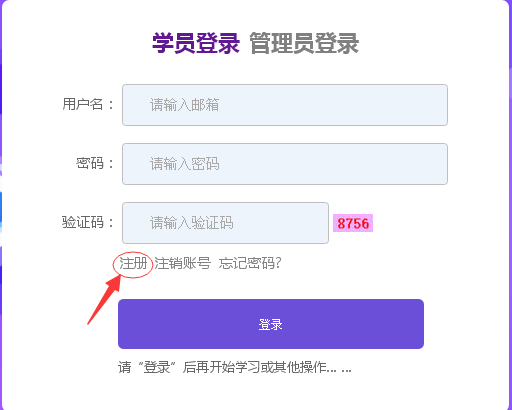 学员登录 管理员登录
用户名： 请输入邮箱
密码： 请输入密码
验证码： 请输入验证码 8756
注册 注销账号 忘记密码?
登录
请“登录”后再开始学习或其他操作... ...